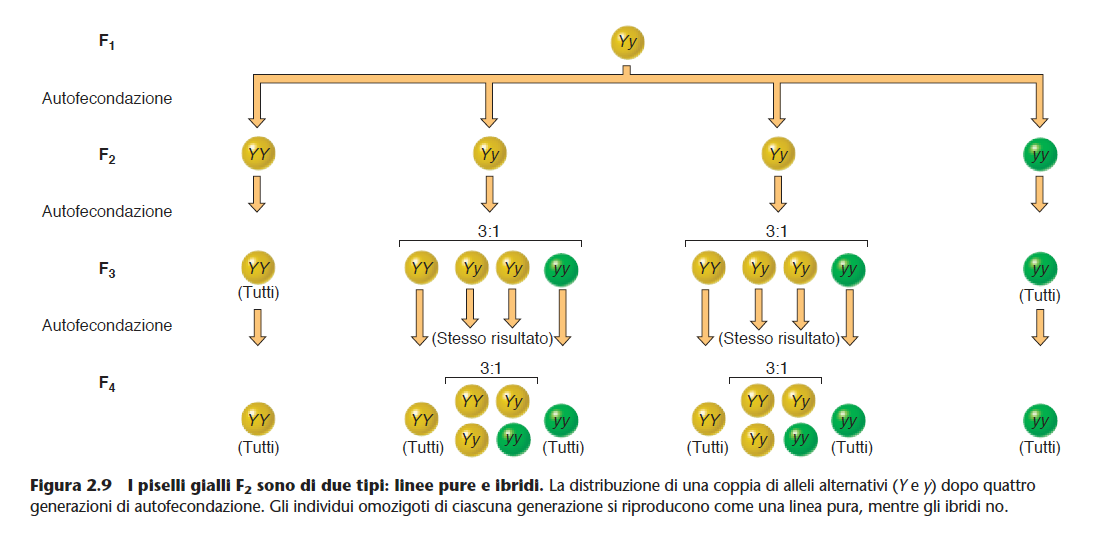 F1
Yy
Autofecondazione
F2
YY Yy Yy yy
Autofecondazione
3:1 3:1
F3
YY YY Yy Yy yy YY Yy Yy yy yy
(Tutti) (Tutti)
Autofecondazione
(Stesso risultato) (Stesso risultato)
3:1 3:1
F4
YY Yy YY Yy
YY YY Yy yy yy YY Yy yy yy yy
(Tutti) (Tutti) (Tutti) (Tutti) (Tutti) (Tutti)
Figura 2.9 I piselli gialli F2 sono di due tipi: linee pure e ibridi. La distribuzione di una coppia di alleli alternativi (Y e y) dopo quattro
generazioni di autofecondazione. Gli individui omozigoti di ciascuna generazione si riproducono come una linea pura, mentre gli ibridi no.